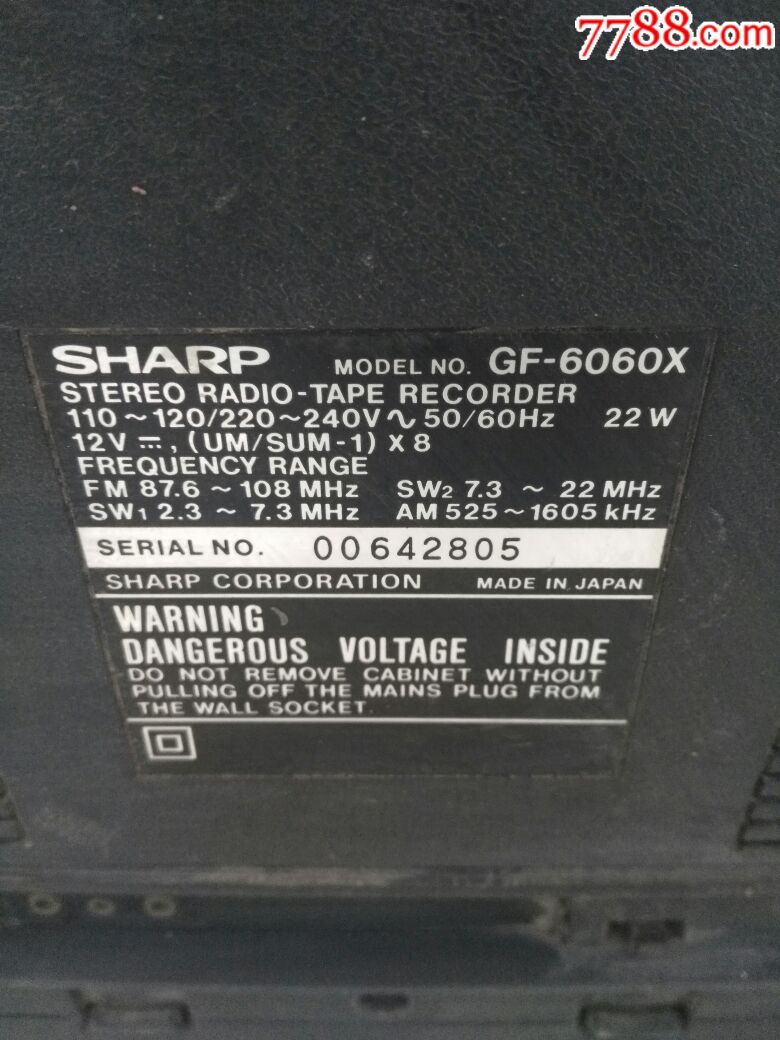 7788.com
SHARP MODEL NO. GF-6060X
STEREO RADIO-TAPE RECORDER
110~120/220~240V∿50/60Hz 22W
12V ⎓, (UM/SUM-1) X 8
FREQUENCY RANGE
FM 87.6 ~ 108 MHz SW2 7.3 ~ 22 MHz
SW1 2.3 ~ 7.3 MHz AM 525~1605 kHz
SERIAL NO. 00642805
SHARP CORPORATION MADE IN JAPAN
WARNING
DANGEROUS VOLTAGE INSIDE
DO NOT REMOVE CABINET WITHOUT
PULLING OFF THE MAINS PLUG FROM
THE WALL SOCKET.